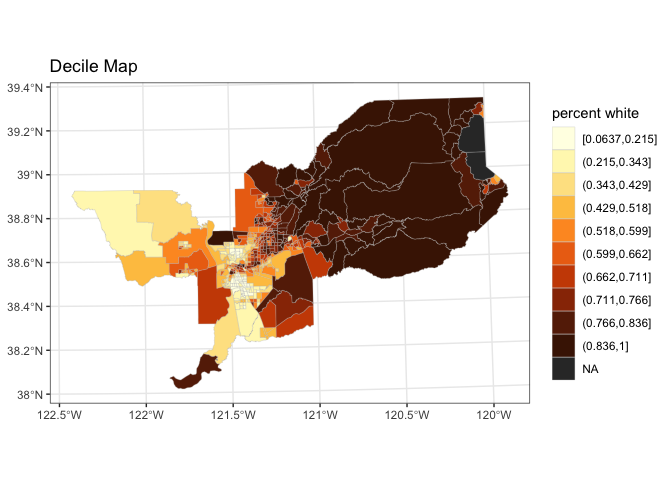 Decile Map
39.4°N
39.2°N
39°N
38.8°N
38.6°N
38.4°N
38.2°N
38°N
122.5°W
122°W
121.5°W
121°W
120.5°W
120°W
percent white
[0.0637,0.215]
(0.215,0.343]
(0.343,0.429]
(0.429,0.518]
(0.518,0.599]
(0.599,0.662]
(0.662,0.711]
(0.711,0.766]
(0.766,0.836]
(0.836,1]
NA